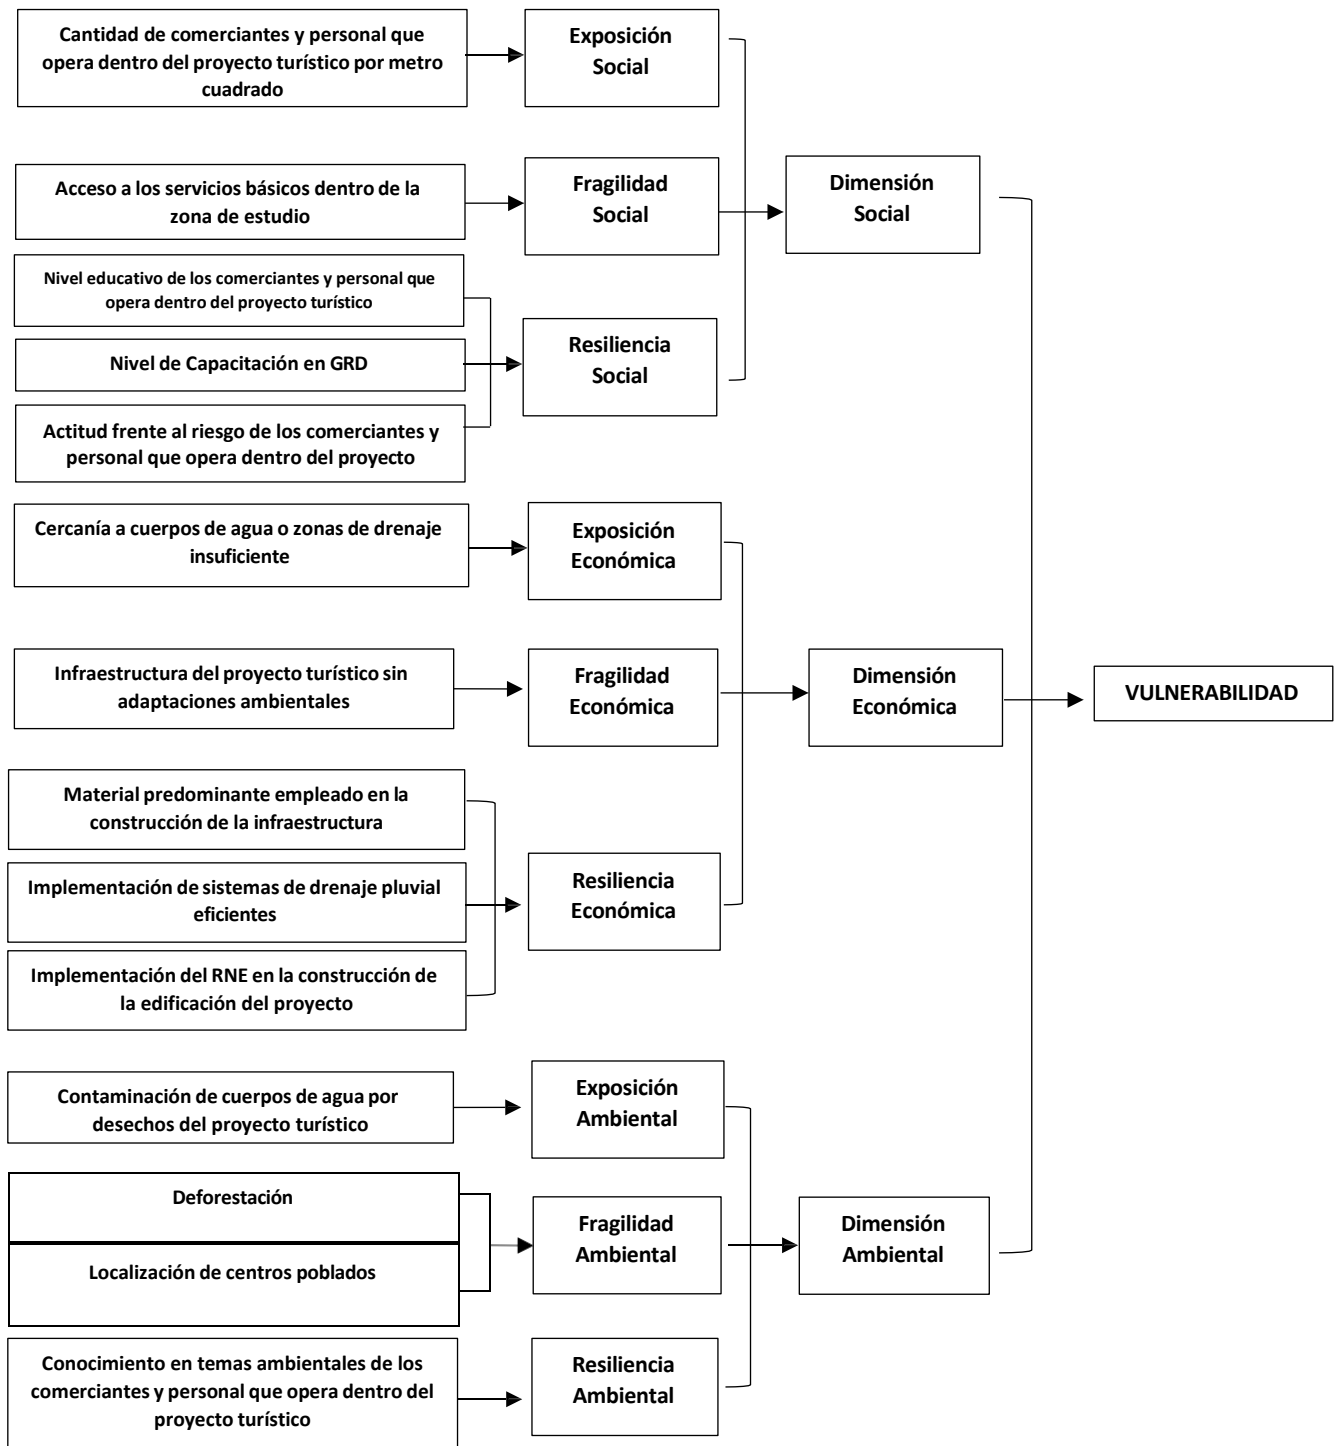 Cantidad de comerciantes y personal que
opera dentro del proyecto turístico por metro
cuadrado
Exposición
Social
Acceso a los servicios básicos dentro de la
zona de estudio
Fragilidad
Social
Dimensión
Social
Nivel educativo de los comerciantes y personal que
opera dentro del proyecto turístico
Nivel de Capacitación en GRD
Resiliencia
Social
Actitud frente al riesgo de los comerciantes y
personal que opera dentro del proyecto
Cercanía a cuerpos de agua o zonas de drenaje
insuficiente
Exposición
Económica
Infraestructura del proyecto turístico sin
adaptaciones ambientales
Fragilidad
Económica
Dimensión
Económica
VULNERABILIDAD
Material predominante empleado en la
construcción de la infraestructura
Implementación de sistemas de drenaje pluvial
eficientes
Resiliencia
Económica
Implementación del RNE en la construcción de
la edificación del proyecto
Contaminación de cuerpos de agua por
desechos del proyecto turístico
Exposición
Ambiental
Deforestación
Localización de centros poblados
Fragilidad
Ambiental
Dimensión
Ambiental
Conocimiento en temas ambientales de los
comerciantes y personal que opera dentro del
proyecto turístico
Resiliencia
Ambiental